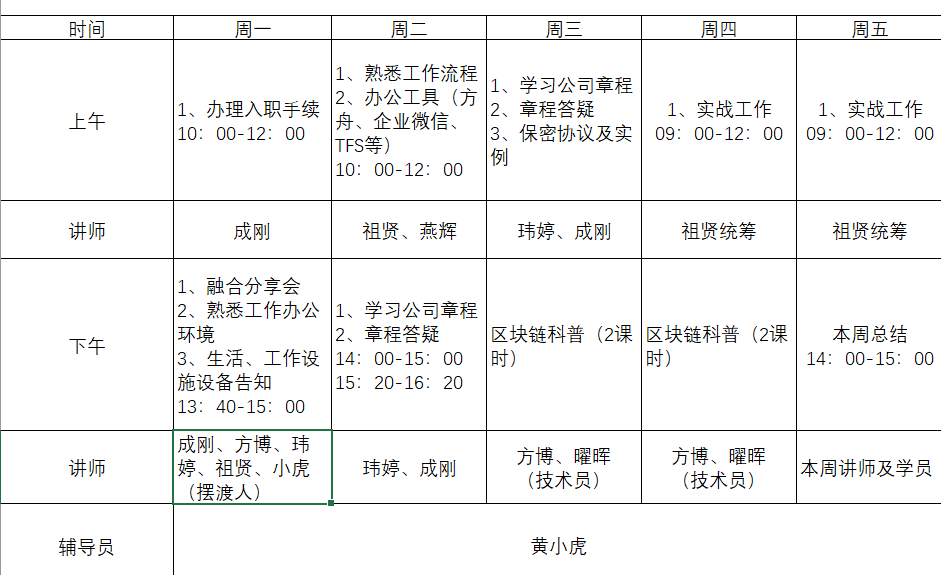 时间 周一 周二 周三 周四 周五
上午
1、办理入职手续
10：00-12：00
1、熟悉工作流程
2、办公工具（方
舟、企业微信、
TFS等）
10：00-12：00
1、学习公司章程
2、章程答疑
3、保密协议及实
例
1、实战工作
09：00-12：00
1、实战工作
09：00-12：00
讲师 成刚 祖贤、燕辉 玮婷、成刚 祖贤统筹 祖贤统筹
下午
1、融合分享会
2、熟悉工作办公
环境
3、生活、工作设
施设备告知
13：40-15：00
1、学习公司章程
2、章程答疑
14：00-15：00
15：20-16：20
区块链科普（2课
时）
区块链科普（2课
时）
本周总结
14：00-15：00
讲师
成刚、方博、玮
婷、祖贤、小虎
（摆渡人）
玮婷、成刚
方博、曜晖
（技术员）
方博、曜晖
（技术员）
本周讲师及学员
辅导员 黄小虎